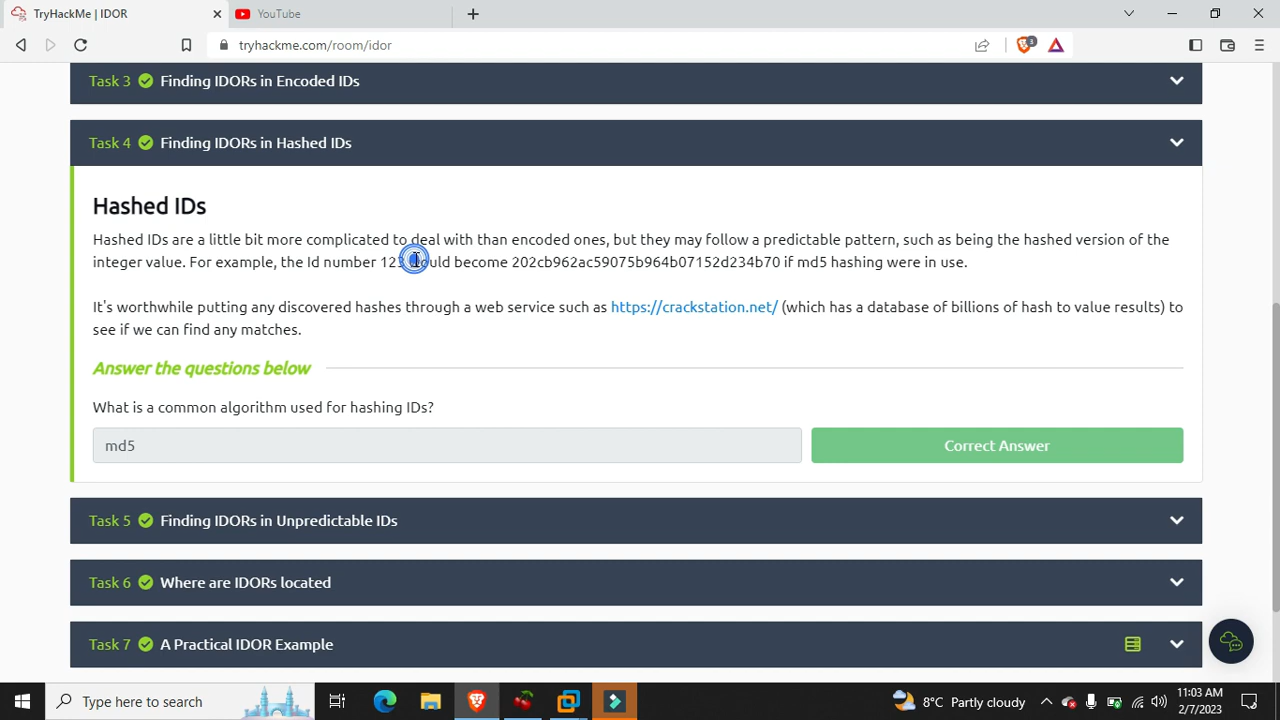 TryHackMe | IDOR
YouTube
tryhackme.com/room/idor
3
Task 3 Finding IDORs in Encoded IDs
Task 4 Finding IDORs in Hashed IDs
Hashed IDs
Hashed IDs are a little bit more complicated to deal with than encoded ones, but they may follow a predictable pattern, such as being the hashed version of the
integer value. For example, the Id number 123 would become 202cb962ac59075b964b07152d234b70 if md5 hashing were in use.
It's worthwhile putting any discovered hashes through a web service such as https://crackstation.net/ (which has a database of billions of hash to value results) to
see if we can find any matches.
Answer the questions below
What is a common algorithm used for hashing IDs?
md5
Correct Answer
Task 5 Finding IDORs in Unpredictable IDs
Task 6 Where are IDORs located
Task 7 A Practical IDOR Example
Type here to search
8°C Partly cloudy
11:03 AM
2/7/2023